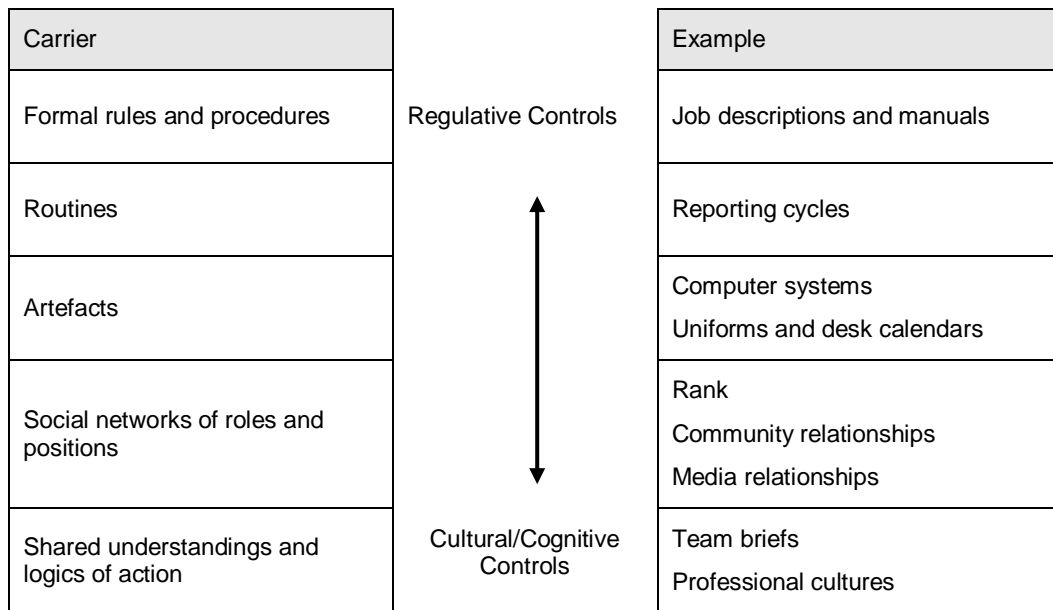 Carrier
Example
Formal rules and procedures
Regulative Controls
Job descriptions and manuals
Routines
Reporting cycles
Artefacts
Computer systems
Uniforms and desk calendars
Social networks of roles and
positions
Rank
Community relationships
Media relationships
Shared understandings and
logics of action
Cultural/Cognitive
Controls
Team briefs
Professional cultures